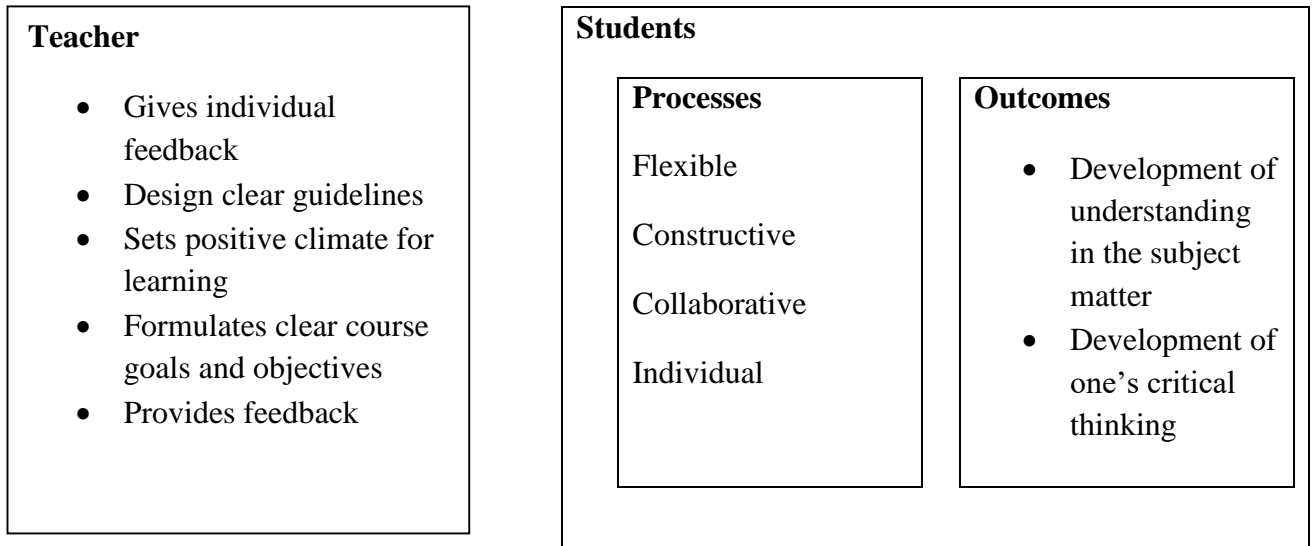 Teacher
• Gives individual
feedback
• Design clear guidelines
• Sets positive climate for
learning
• Formulates clear course
goals and objectives
• Provides feedback
Students
Processes
Flexible
Constructive
Collaborative
Individual
Outcomes
• Development of
understanding
in the subject
matter
• Development of
one’s critical
thinking